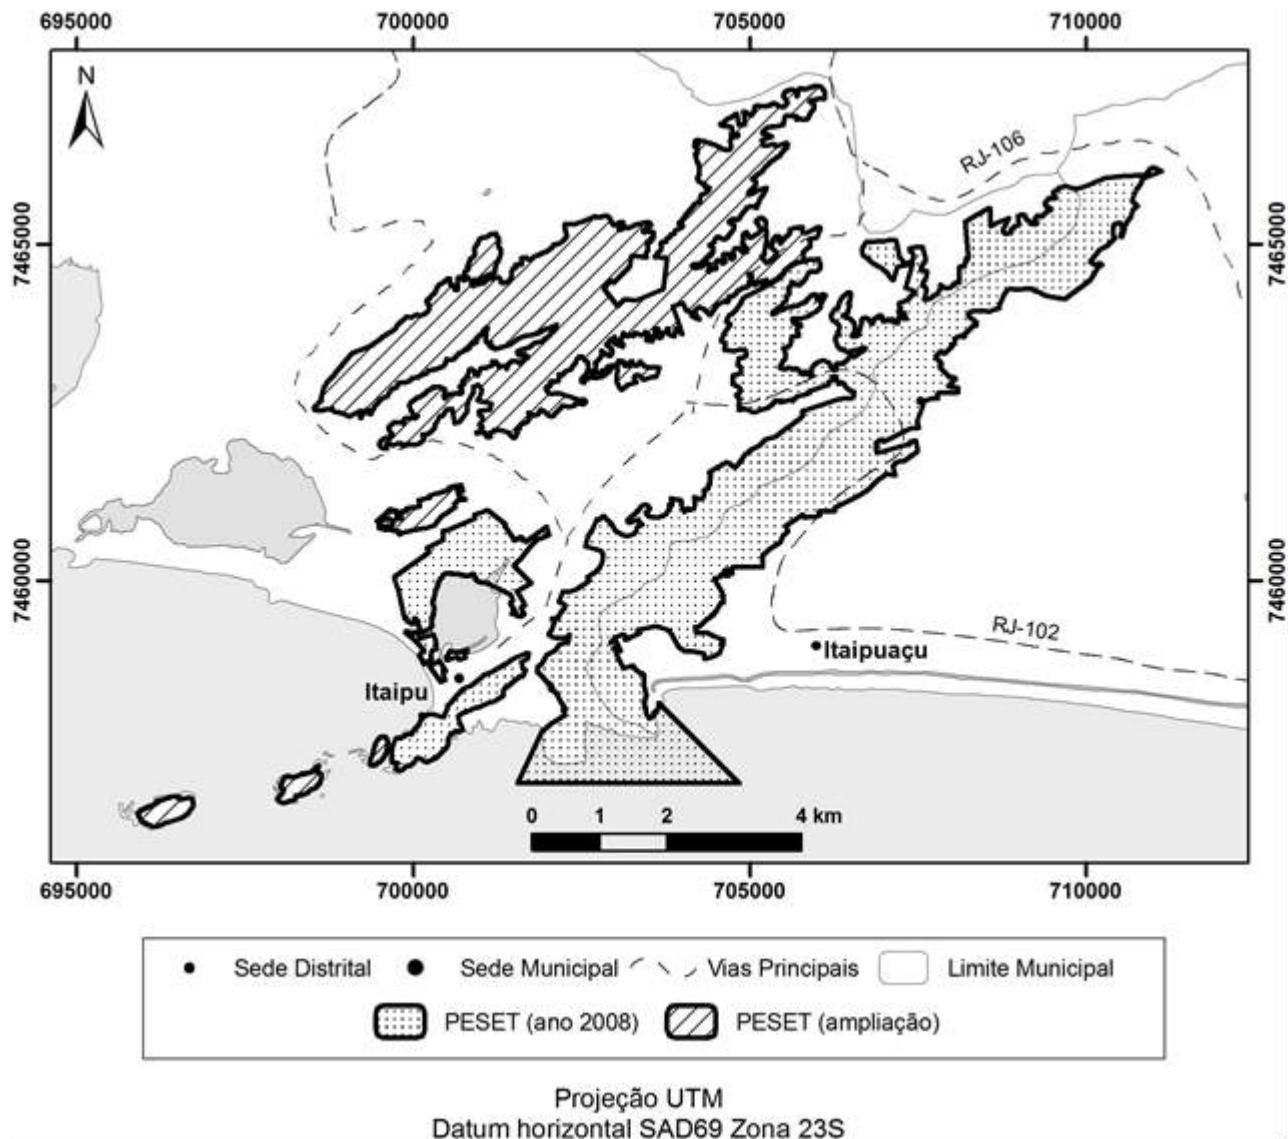 695000 700000 705000 710000
N
RJ-106
7465000 7465000
7460000 7460000
RJ-102
Itaipuaçu
Itaipu
0 1 2 4 km
695000 700000 705000 710000
Sede Distrital Sede Municipal Vias Principais Limite Municipal
PESET (ano 2008) PESET (ampliação)
Projeção UTM
Datum horizontal SAD69 Zona 23S